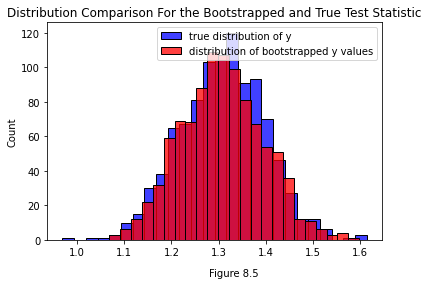 Distribution Comparison For the Bootstrapped and True Test Statistic
true distribution of y
distribution of bootstrapped y values
120
100
80
60
40
20
0
Count
1.0 1.1 1.2 1.3 1.4 1.5 1.6
Figure 8.5